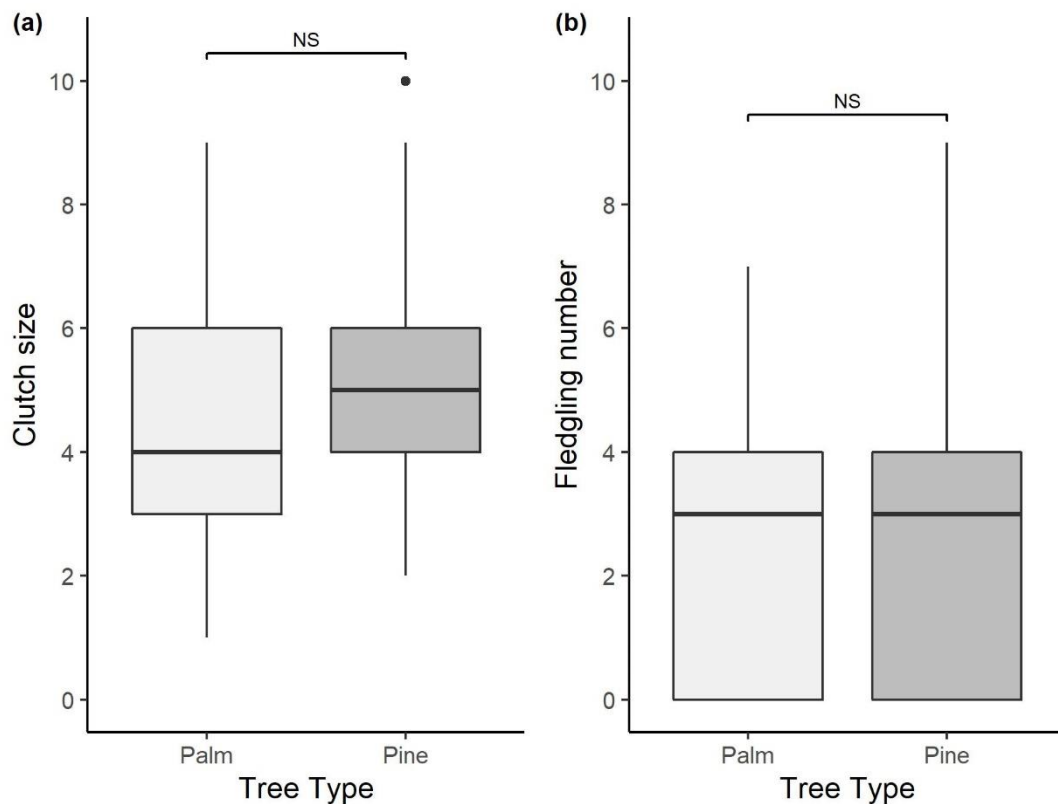 (a)
NS
10
8
6
4
2
0
Clutch size
Palm
Pine
Tree Type
(b)
NS
10
8
6
4
2
0
Fledgling number
Palm
Pine
Tree Type